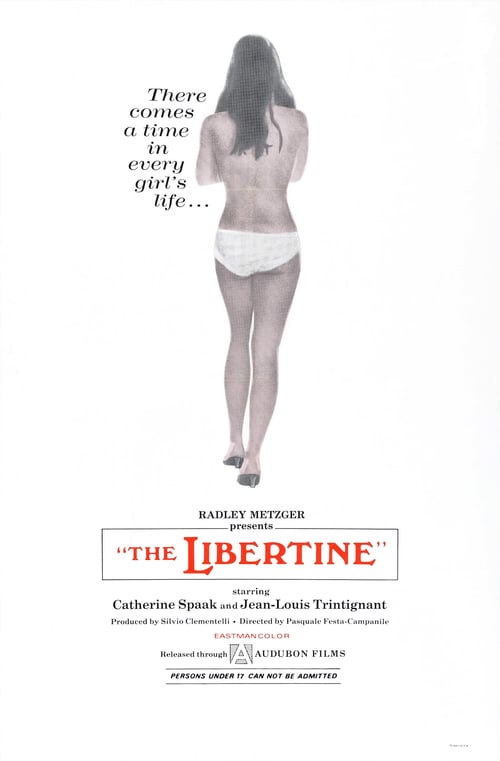 There
comes
a time
in
every
girl's
life...
RADLEY METZGER
presents
"THE LIBERTINE"
starring
Catherine Spaak and Jean-Louis Trintignant
Produced by Silvio Clementelli • Directed by Pasquale Festa-Campanile
EASTMANCOLOR
Released through A AUDUBON FILMS
PERSONS UNDER 17 CAN NOT BE ADMITTED